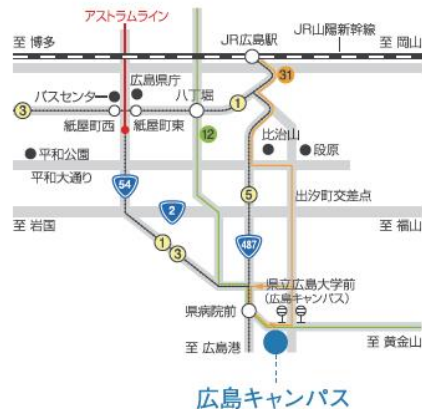 アストラムライン
JR山陽新幹線
至 博多
JR広島駅
至 岡山
31
広島県庁
バスセンター
八丁堀
1
3
紙屋町西
紙屋町東
12
比治山
段原
平和公園
平和大通り
54
2
5
出汐町交差点
至 岩国
至 福山
1
3
487
県立広島大学前
(広島キャンパス)
県病院前
至 広島港
至 黄金山
広島キャンパス